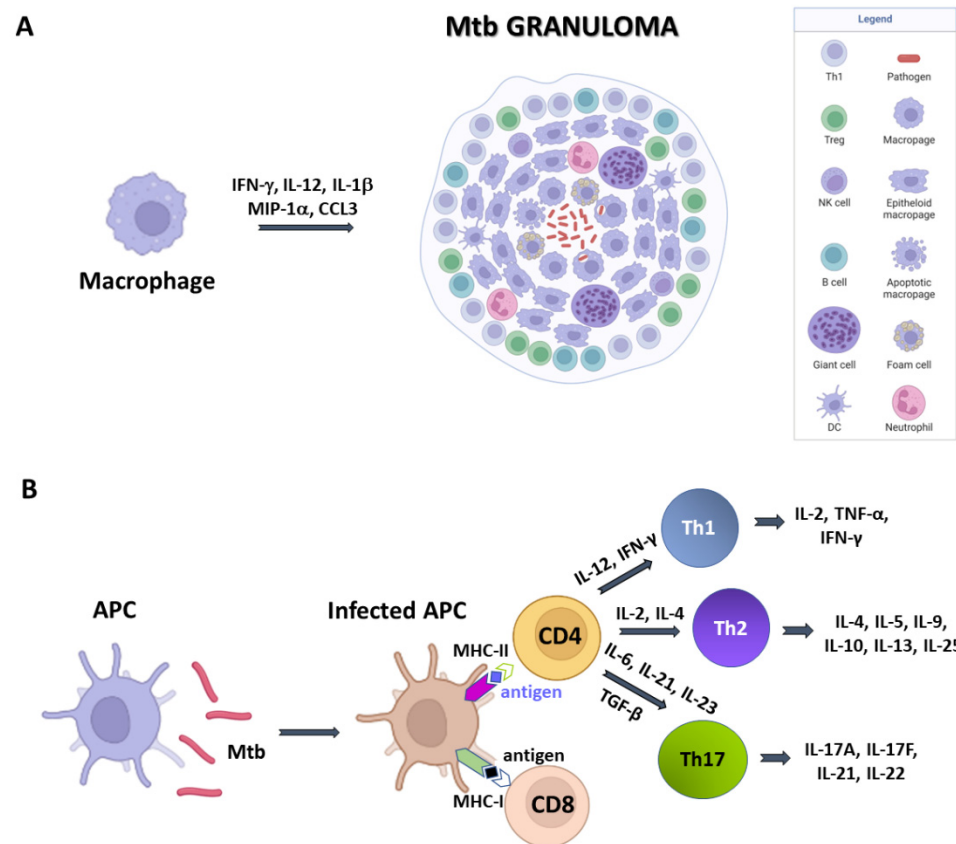 A
Mtb GRANULOMA
IFN-γ, IL-12, IL-1β
MIP-1α, CCL3
Macrophage
Legend
Th1
Pathogen
Treg
Macropage
NK cell
Epitheloid
macropage
B cell
Apoptotic
macropage
Giant cell
Foam cell
DC
Neutrophil
B
APC
Mtb
Infected APC
MHC-II
antigen
antigen
MHC-I
CD4
CD8
IL-12, IFN-γ
Th1
IL-2, TNF-α,
IFN-γ
IL-2, IL-4
Th2
IL-4, IL-5, IL-9,
IL-10, IL-13, IL-25
IL-6, IL-21, IL-23
TGF-β
Th17
IL-17A, IL-17F,
IL-21, IL-22